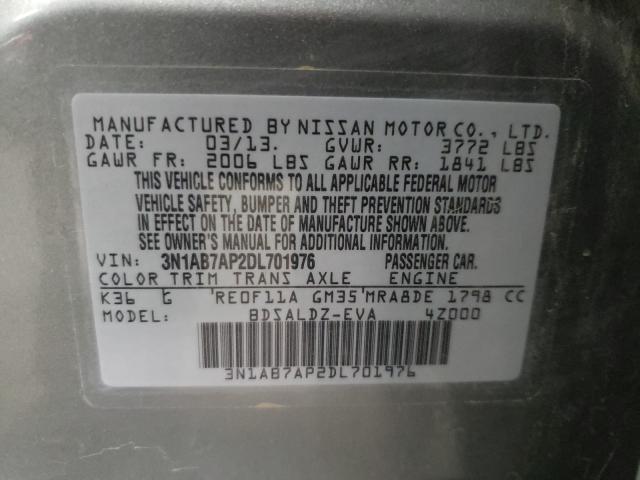 MANUFACTURED BY NISSAN MOTOR CO., LTD.
DATE: 03/13. GVWR: 3772 LBS
GAWR FR: 2006 LBS GAWR RR: 1841 LBS
THIS VEHICLE CONFORMS TO ALL APPLICABLE FEDERAL MOTOR
VEHICLE SAFETY, BUMPER AND THEFT PREVENTION STANDARDS
IN EFFECT ON THE DATE OF MANUFACTURE SHOWN ABOVE.
SEE OWNER'S MANUAL FOR ADDITIONAL INFORMATION.
VIN: 3N1AB7AP2DL701976 PASSENGER CAR.
COLOR TRIM TRANS AXLE ENGINE
K36 G RE0F11A GM35 MRA8DE 1798 CC
MODEL: BDSALDZ-EVA 4Z000
3N1AB7AP2DL701976